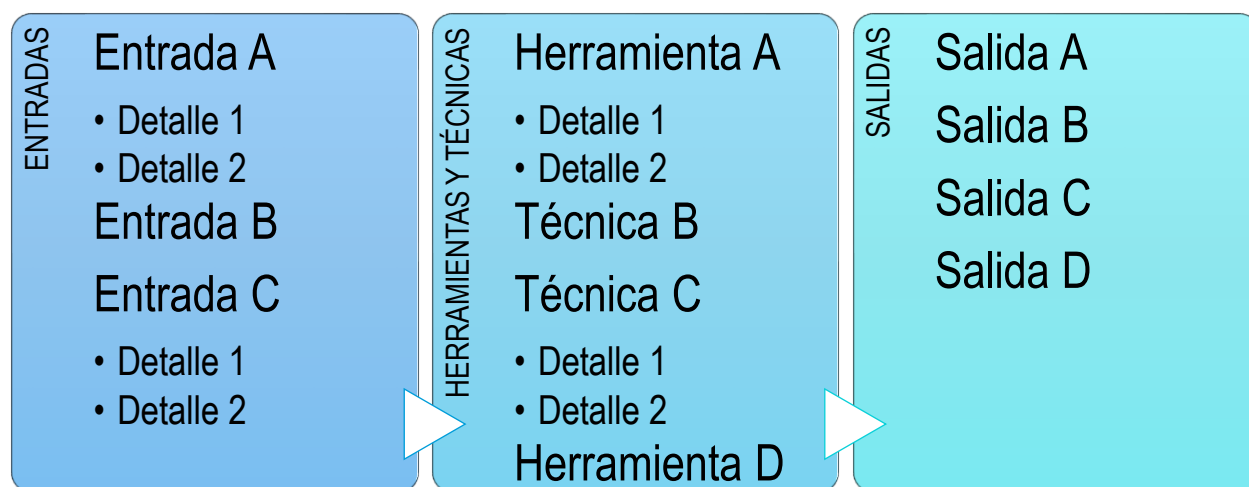 ENTRADAS
Entrada A
• Detalle 1
• Detalle 2
Entrada B
Entrada C
• Detalle 1
• Detalle 2
HERRAMIENTAS Y TÉCNICAS
Herramienta A
• Detalle 1
• Detalle 2
Técnica B
Técnica C
• Detalle 1
• Detalle 2
Herramienta D
SALIDAS
Salida A
Salida B
Salida C
Salida D